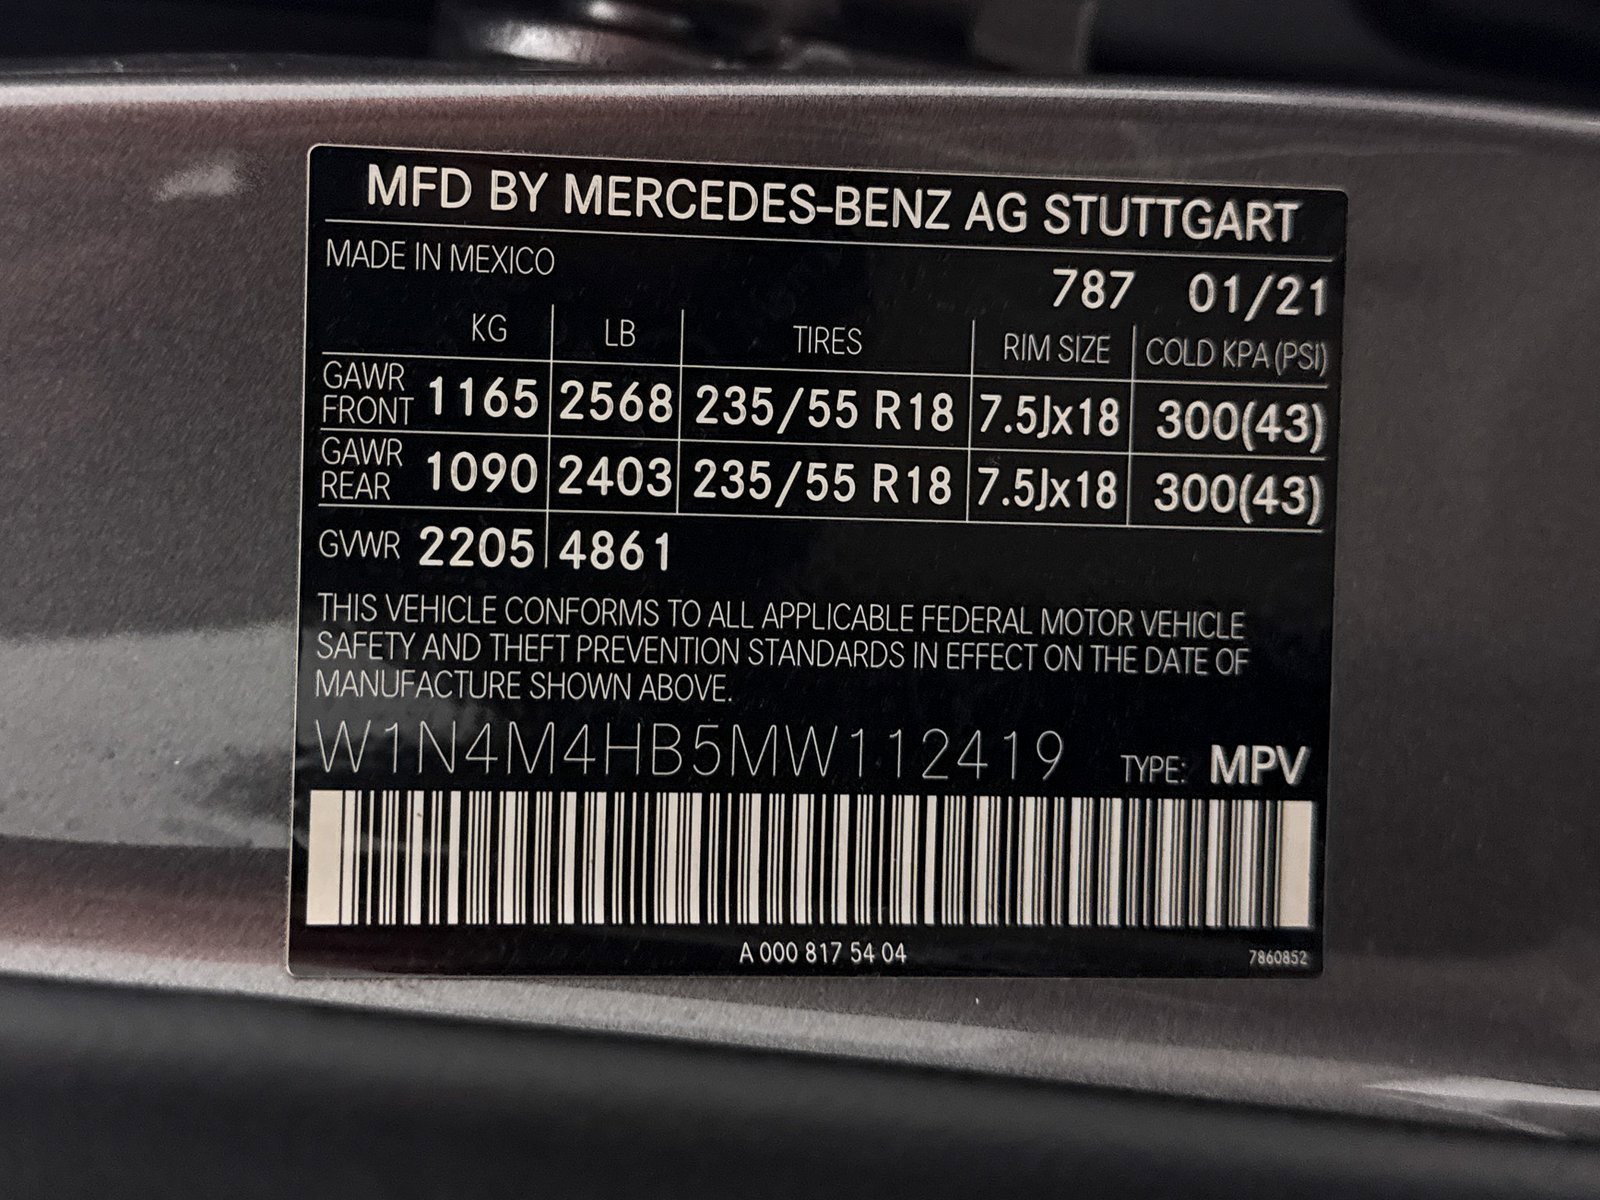 MFD BY MERCEDES-BENZ AG STUTTGART
MADE IN MEXICO
787 01/21
KG LB TIRES RIM SIZE COLD KPA (PSI)
GAWR FRONT 1165 2568 235/55 R18 7.5Jx18 300(43)
GAWR REAR 1090 2403 235/55 R18 7.5Jx18 300(43)
GVWR 2205 4861
THIS VEHICLE CONFORMS TO ALL APPLICABLE FEDERAL MOTOR VEHICLE
SAFETY AND THEFT PREVENTION STANDARDS IN EFFECT ON THE DATE OF
MANUFACTURE SHOWN ABOVE.
W1N4M4HB5MW112419 TYPE: MPV
A 000 817 54 04
7860852